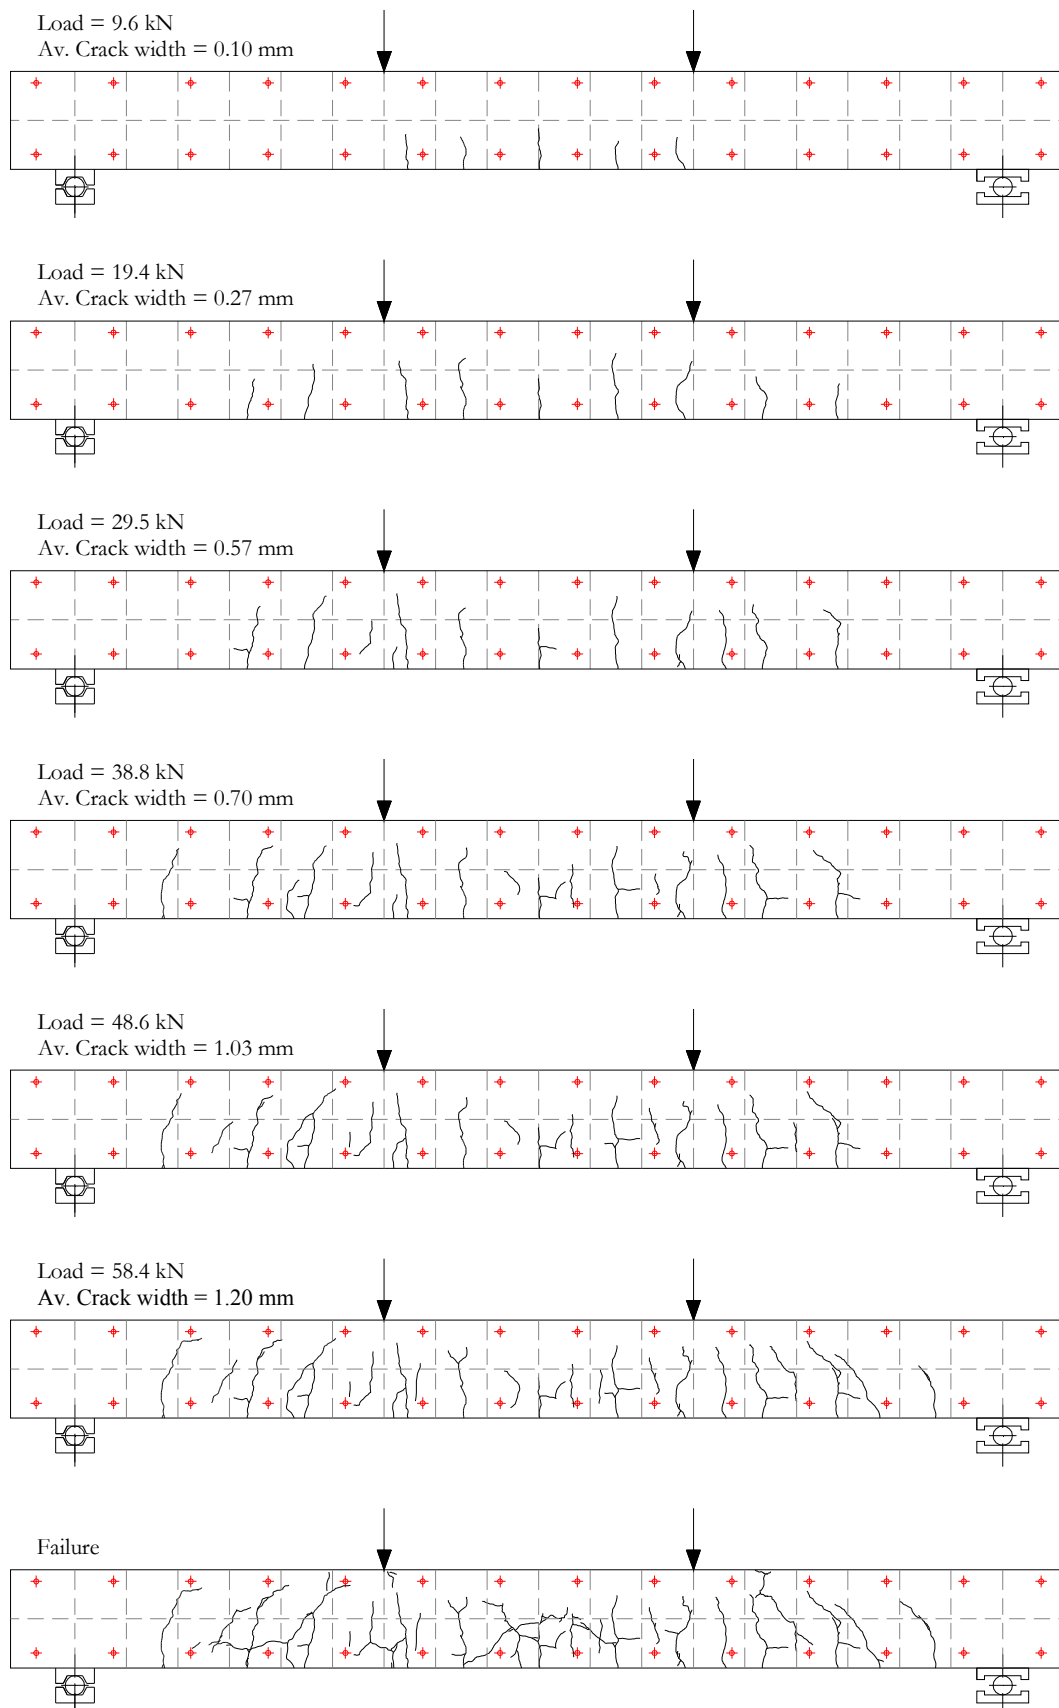 Load = 9.6 kN
Av. Crack width = 0.10 mm
Load = 19.4 kN
Av. Crack width = 0.27 mm
Load = 29.5 kN
Av. Crack width = 0.57 mm
Load = 38.8 kN
Av. Crack width = 0.70 mm
Load = 48.6 kN
Av. Crack width = 1.03 mm
Load = 58.4 kN
Av. Crack width = 1.20 mm
Failure